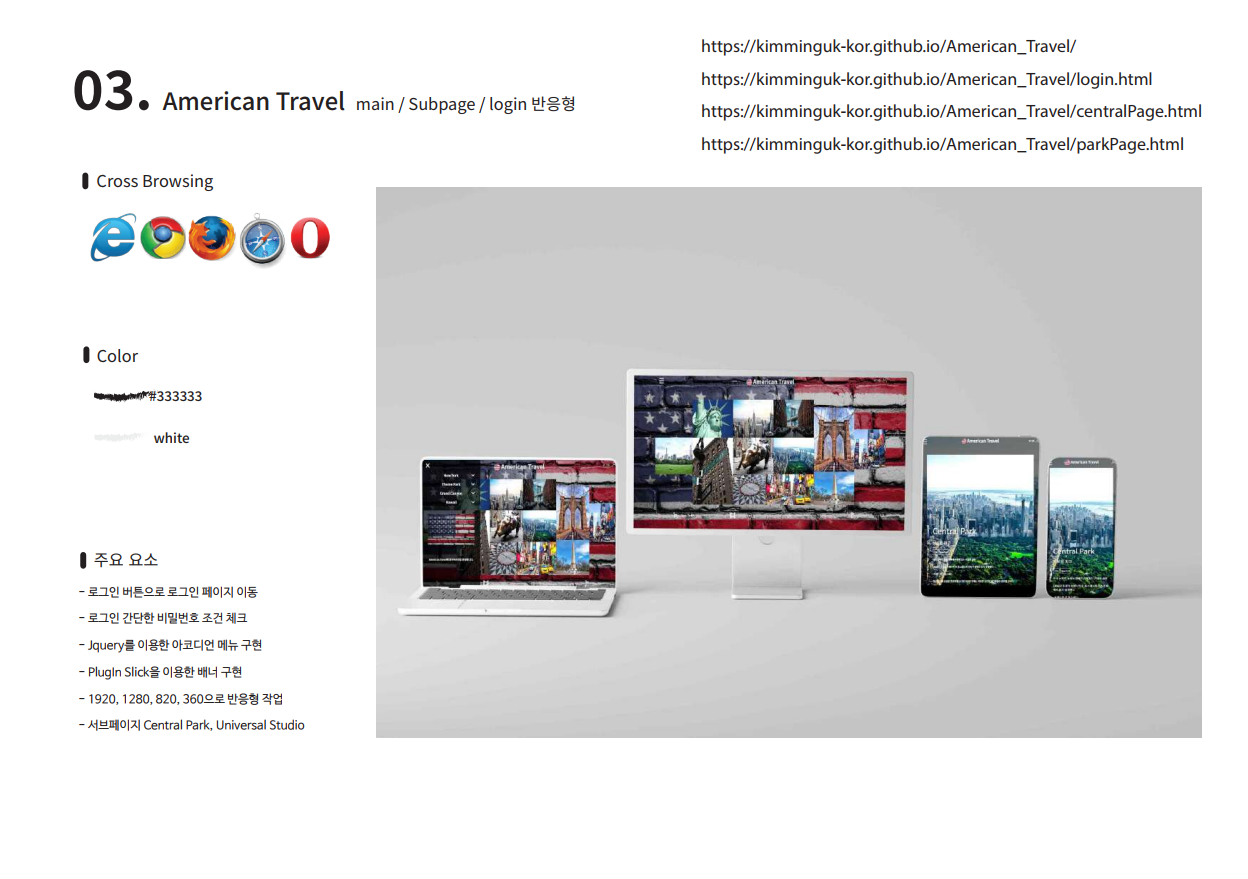 03. American Travel main / Subpage / login 반응형
https://kimminguk-kor.github.io/American_Travel/
https://kimminguk-kor.github.io/American_Travel/login.html
https://kimminguk-kor.github.io/American_Travel/centralPage.html
https://kimminguk-kor.github.io/American_Travel/parkPage.html
Cross Browsing
Color
#333333
white
주요 요소
- 로그인 버튼으로 로그인 페이지 이동
- 로그인 간단한 비밀번호 조건 체크
- Jquery를 이용한 아코디언 메뉴 구현
- PlugIn Slick을 이용한 배너 구현
- 1920, 1280, 820, 360으로 반응형 작업
- 서브페이지 Central Park, Universal Studio
American Travel
American Travel
American Travel
Central Park
American Travel
Central Park